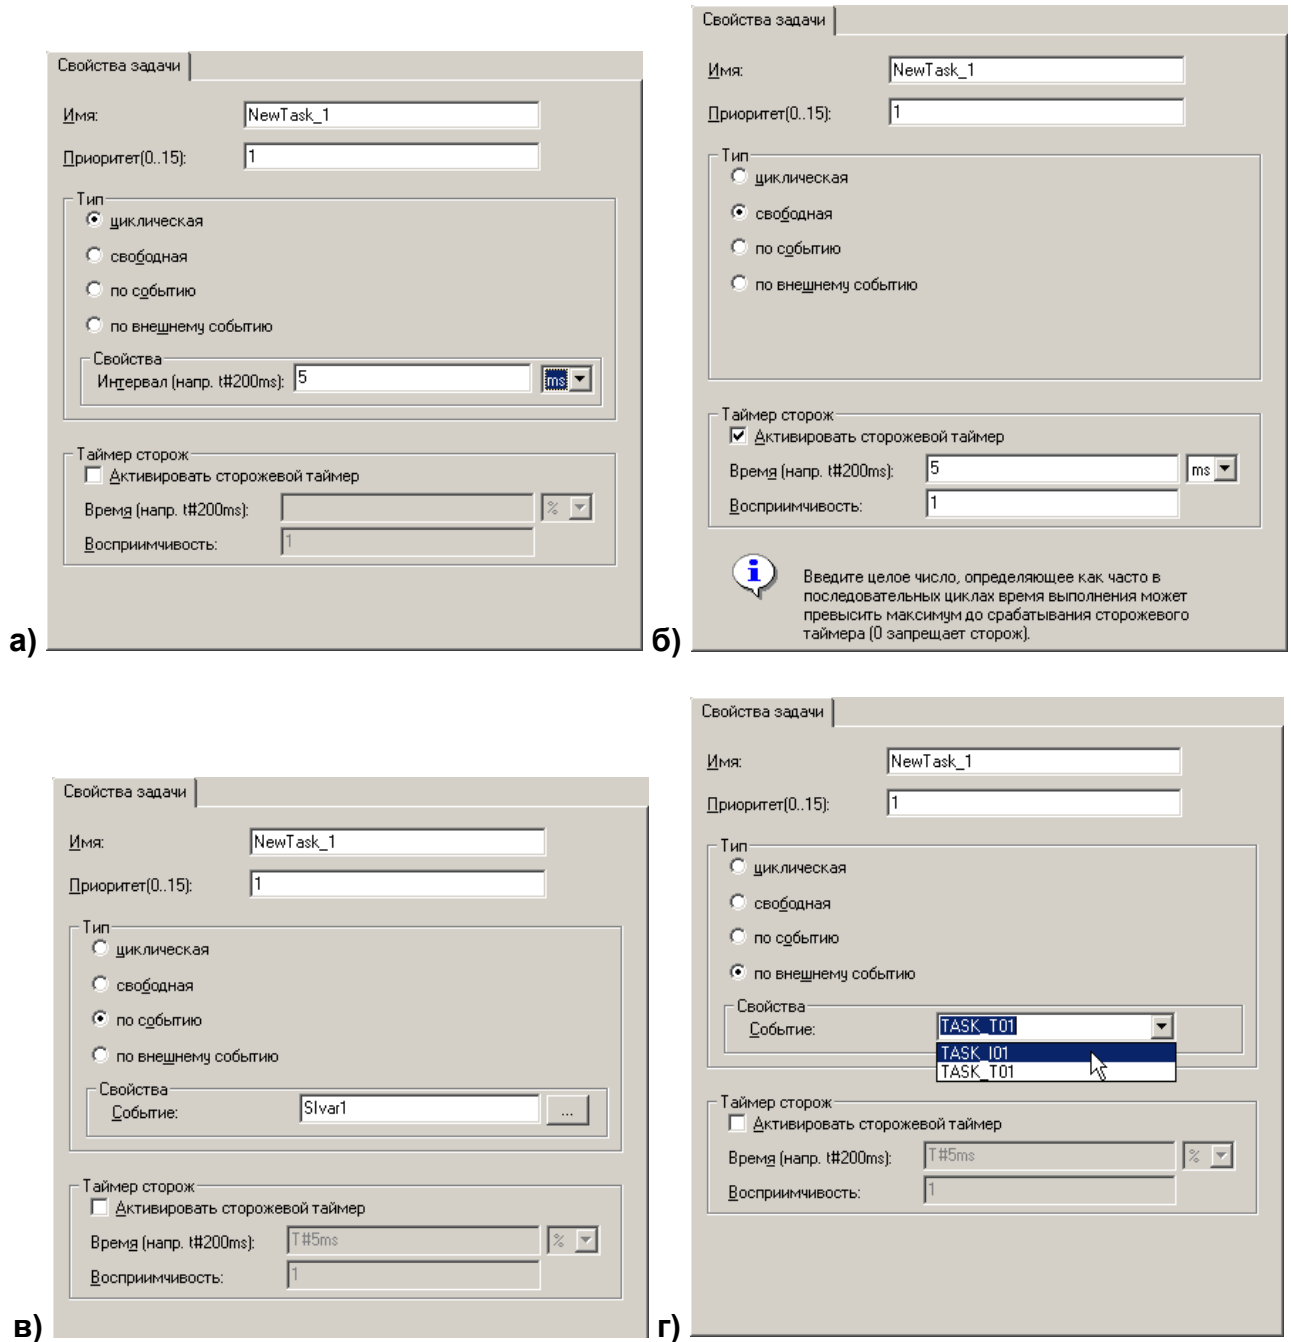 Свойства задачи
Имя: NewTask_1
Приоритет(0..15): 1
Тип
циклическая
свободная
по событию
по внешнему событию
Свойства
Интервал (напр. t#200ms): 5 ms
Таймер сторож
Активировать сторожевой таймер
Время (напр. t#200ms): %
Восприимчивость: 1
а)
Свойства задачи
Имя: NewTask_1
Приоритет(0..15): 1
Тип
циклическая
свободная
по событию
по внешнему событию
Таймер сторож
Активировать сторожевой таймер
Время (напр. t#200ms): 5 ms
Восприимчивость: 1
Введите целое число, определяющее как часто в
последовательных циклах время выполнения может
превысить максимум до срабатывания сторожевого
таймера (0 запрещает сторож).
б)
Свойства задачи
Имя: NewTask_1
Приоритет(0..15): 1
Тип
циклическая
свободная
по событию
по внешнему событию
Свойства
Событие: SIvar1 ...
Таймер сторож
Активировать сторожевой таймер
Время (напр. t#200ms): T#5ms %
Восприимчивость: 1
в)
Свойства задачи
Имя: NewTask_1
Приоритет(0..15): 1
Тип
циклическая
свободная
по событию
по внешнему событию
Свойства
Событие: TASK_T01
TASK_I01
TASK_T01
Таймер сторож
Активировать сторожевой таймер
Время (напр. t#200ms): T#5ms %
Восприимчивость: 1
г)